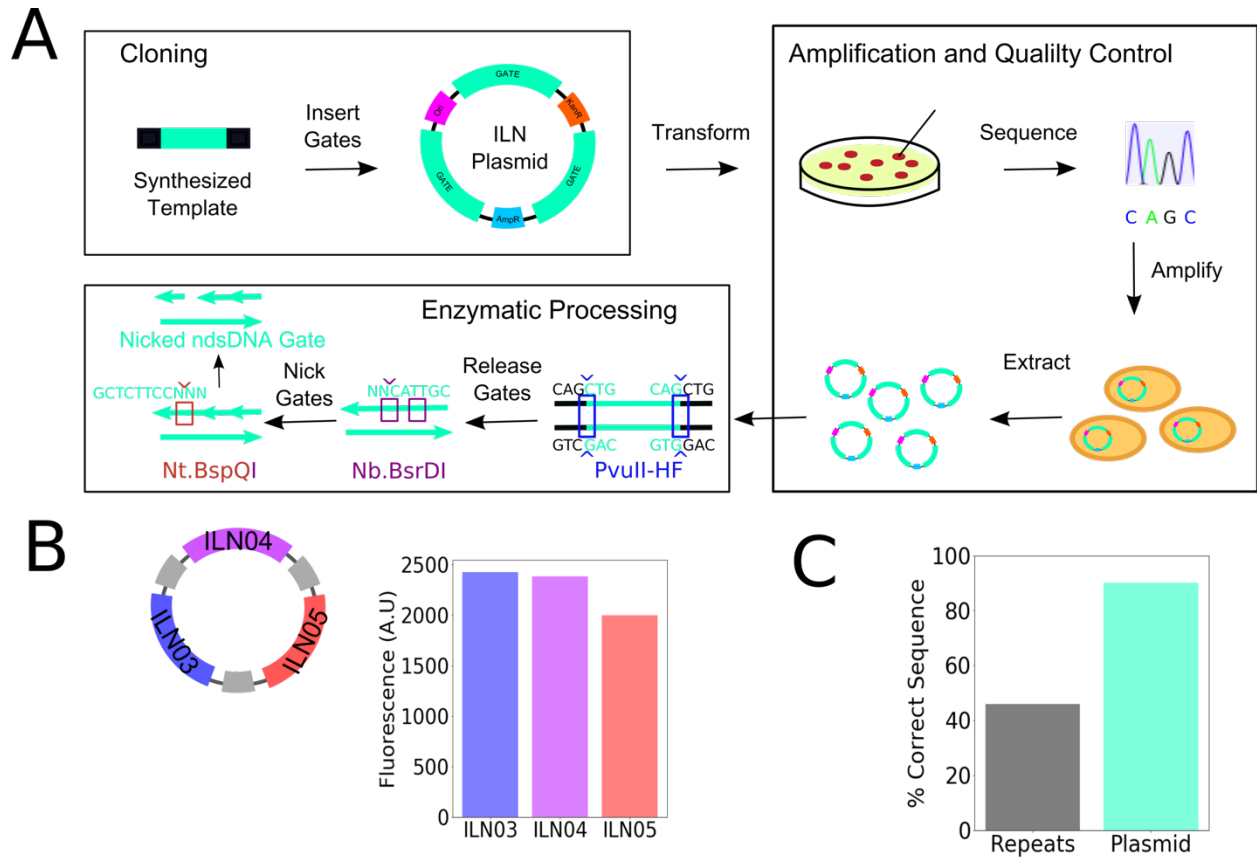 A
Cloning
Synthesized
Template
Insert
Gates
GATE
Ori
KanR
ILN
Plasmid
GATE
GATE
AmpR
Transform
Amplification and Qualilty Control
Sequence
C A G C
Amplify
Extract
Enzymatic Processing
Nicked ndsDNA Gate
GCTCTTCCNNNN
Nick
Gates
Nt.BspQI
NNCATTGC
Nb.BsrDI
Release
Gates
CAGCTG CAGCTG
GTCGAC GTGGAC
PvuII-HF
B
ILN04
ILN03
ILN05
Fluorescence (A.U)
2500
2000
1500
1000
500
0
ILN03 ILN04 ILN05
C
% Correct Sequence
100
80
60
40
20
0
Repeats Plasmid